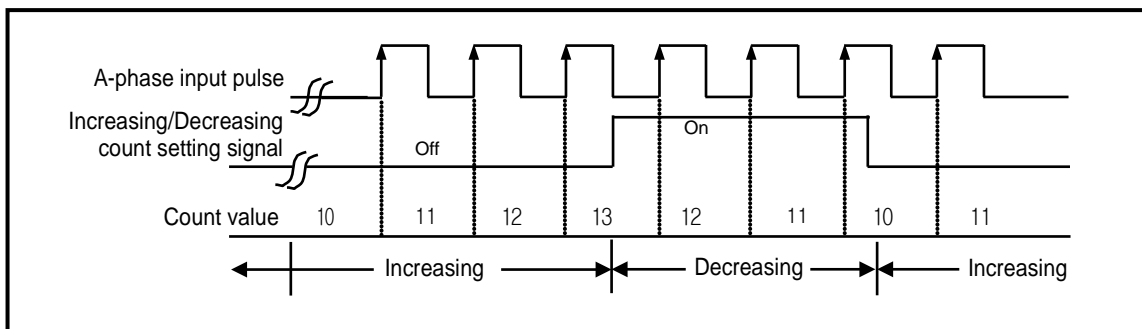 A-phase input pulse
Increasing/Decreasing
count setting signal
Off
On
Count value 10 11 12 13 12 11 10 11
Increasing Decreasing Increasing